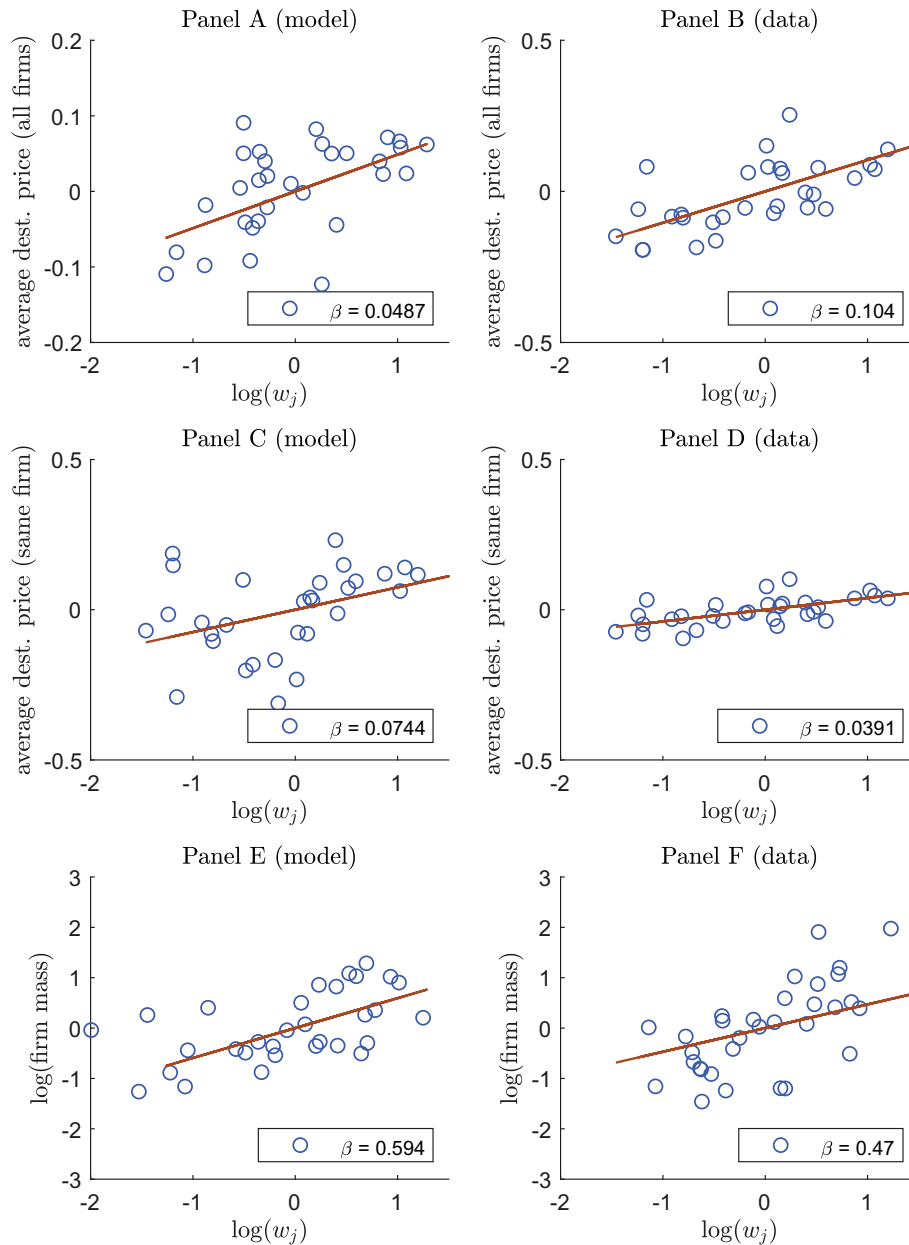 Panel A (model)
average dest. price (all firms)
0.2
0.1
0
-0.1
-0.2
-2
-1
0
1
log(w_j)
β = 0.0487
Panel B (data)
average dest. price (all firms)
0.5
0
-0.5
-2
-1
0
1
log(w_j)
β = 0.104
Panel C (model)
average dest. price (same firm)
0.5
0
-0.5
-2
-1
0
1
log(w_j)
β = 0.0744
Panel D (data)
average dest. price (same firm)
0.5
0
-0.5
-2
-1
0
1
log(w_j)
β = 0.0391
Panel E (model)
log(firm mass)
3
2
1
0
-1
-2
-3
-2
-1
0
1
log(w_j)
β = 0.594
Panel F (data)
log(firm mass)
3
2
1
0
-1
-2
-3
-2
-1
0
1
log(w_j)
β = 0.47